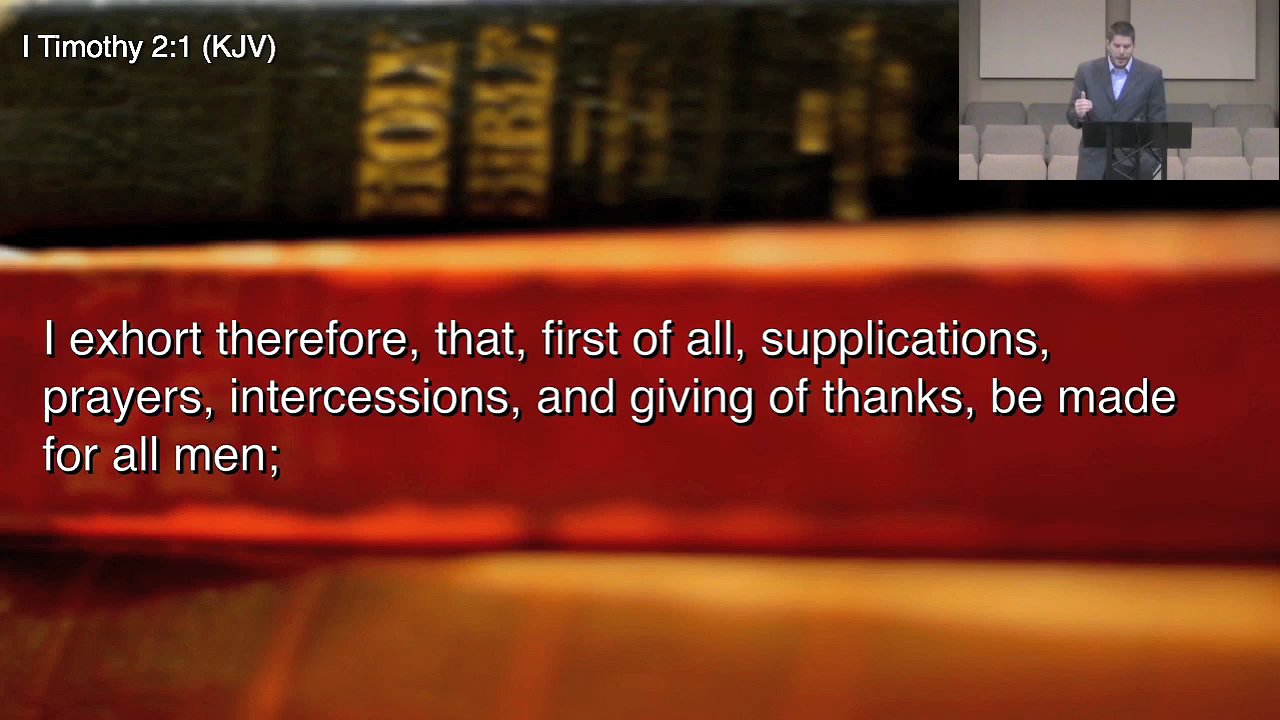 I Timothy 2:1 (KJV)
I exhort therefore, that, first of all, supplications,
prayers, intercessions, and giving of thanks, be made
for all men;